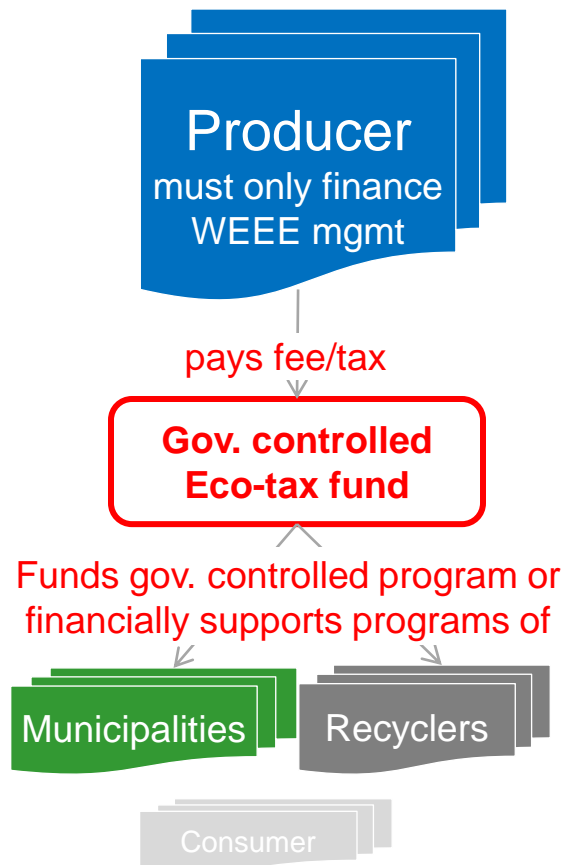 Producer
must only finance
WEEE mgmt
pays fee/tax
Gov. controlled
Eco-tax fund
Funds gov. controlled program or
financially supports programs of
Municipalities
Recyclers
Consumer